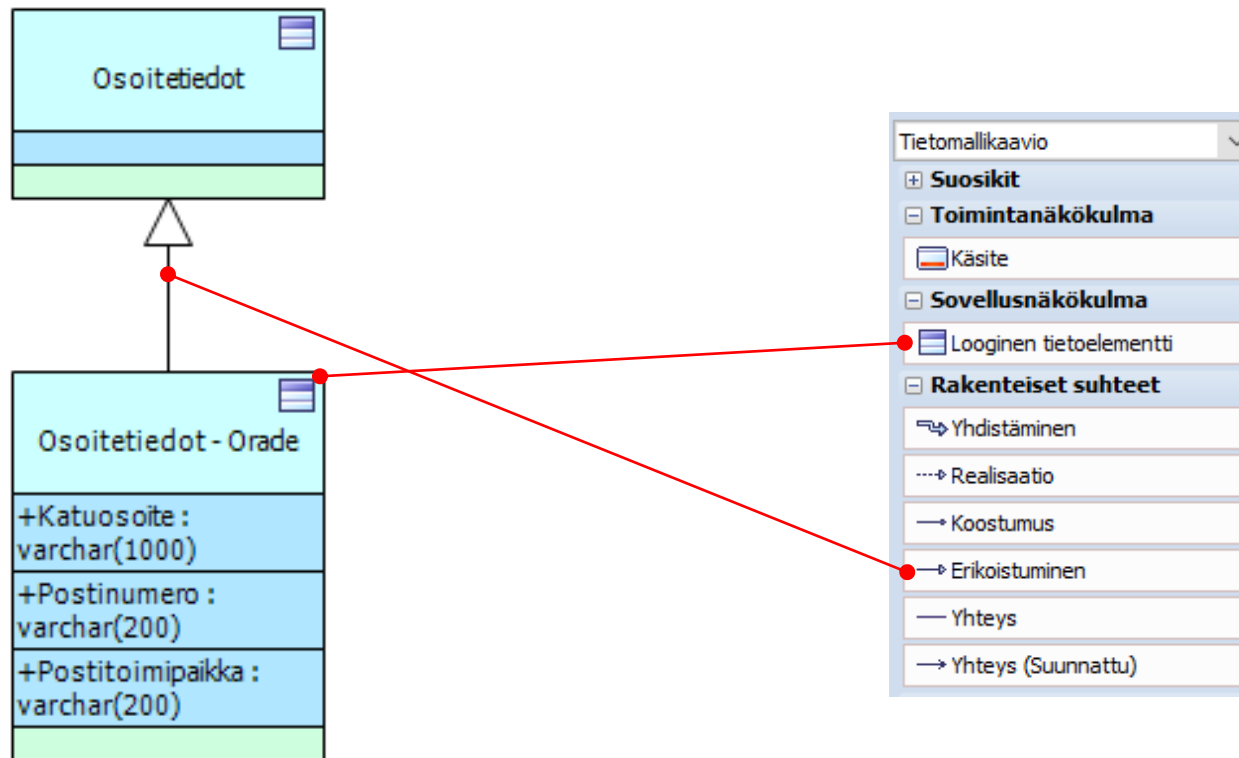 Osoitetiedot
Osoitetiedot - Orade
+Katuosoite :
varchar(1000)
+Postinumero :
varchar(200)
+Postitoimipaikka :
varchar(200)
Tietomallikaavio
Suosikit
Toimintanäkökulma
Käsite
Sovellusnäkökulma
Looginen tietoelementti
Rakenteiset suhteet
Yhdistäminen
Realisaatio
Koostumus
Erikoistuminen
Yhteys
Yhteys (Suunnattu)